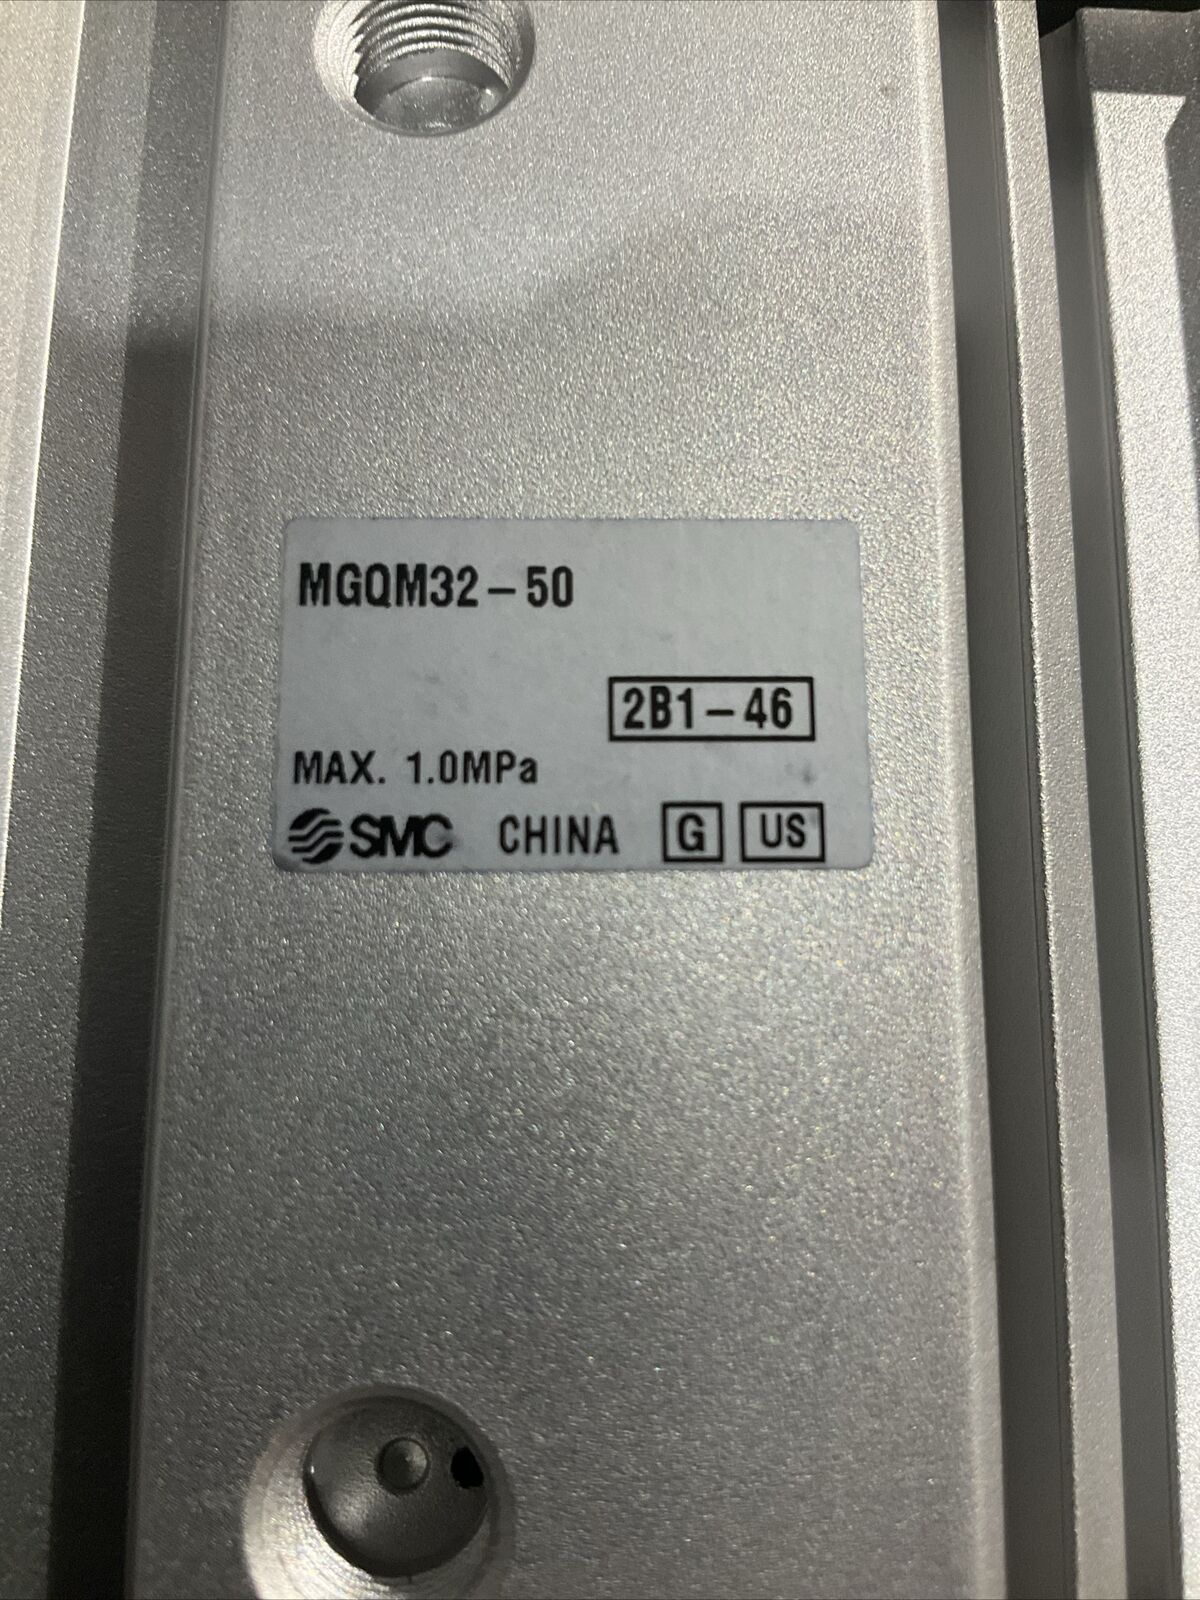 MGQM32-50
2B1-46
MAX. 1.0MPa
SMC CHINA G US